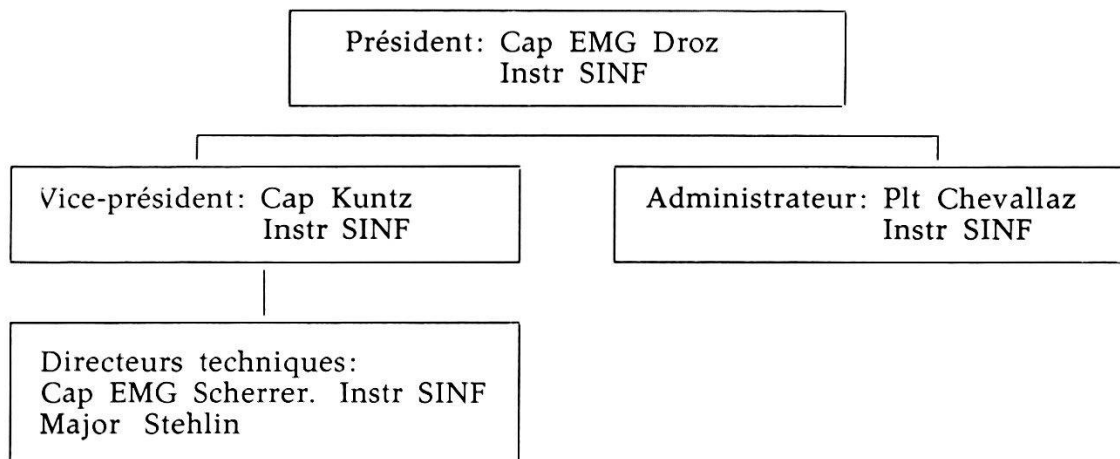 Président: Cap EMG Droz
Instr SINF
Vice-président: Cap Kuntz
Instr SINF
Administrateur: Plt Chevallaz
Instr SINF
Directeurs techniques:
Cap EMG Scherrer. Instr SINF
Major Stehlin